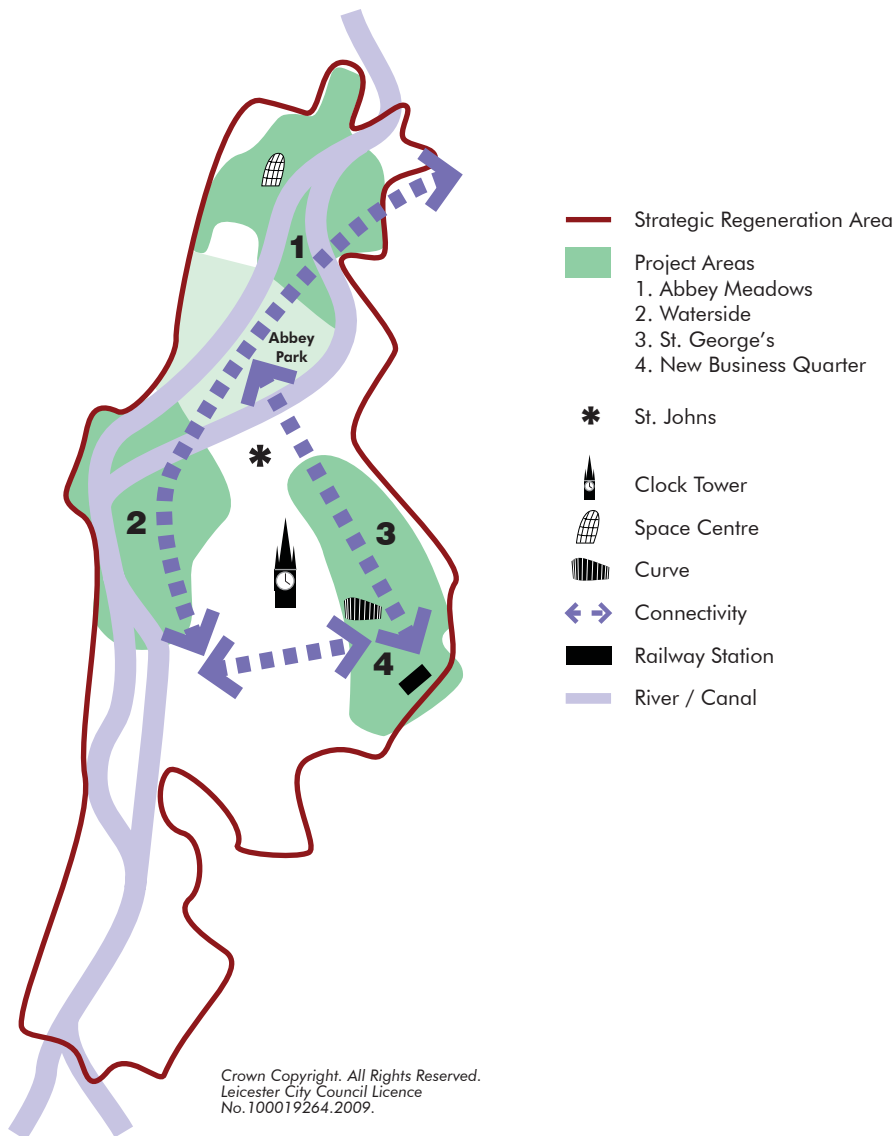 1
Abbey
Park
2
3
4
Strategic Regeneration Area
Project Areas
1. Abbey Meadows
2. Waterside
3. St. George's
4. New Business Quarter
St. Johns
Clock Tower
Space Centre
Curve
Connectivity
Railway Station
River / Canal
Crown Copyright. All Rights Reserved.
Leicester City Council Licence
No.100019264.2009.